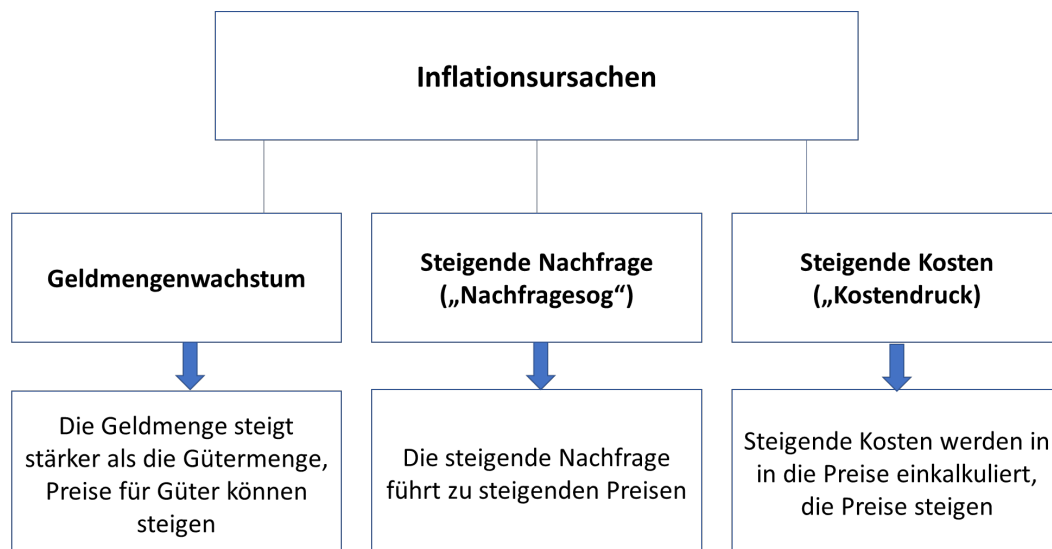 Inflationsursachen
Geldmengenwachstum
Steigende Nachfrage
(„Nachfragesog“)
Steigende Kosten
(„Kostendruck)
Die Geldmenge steigt
stärker als die Gütermenge,
Preise für Güter können
steigen
Die steigende Nachfrage
führt zu steigenden Preisen
Steigende Kosten werden in
in die Preise einkalkuliert,
die Preise steigen